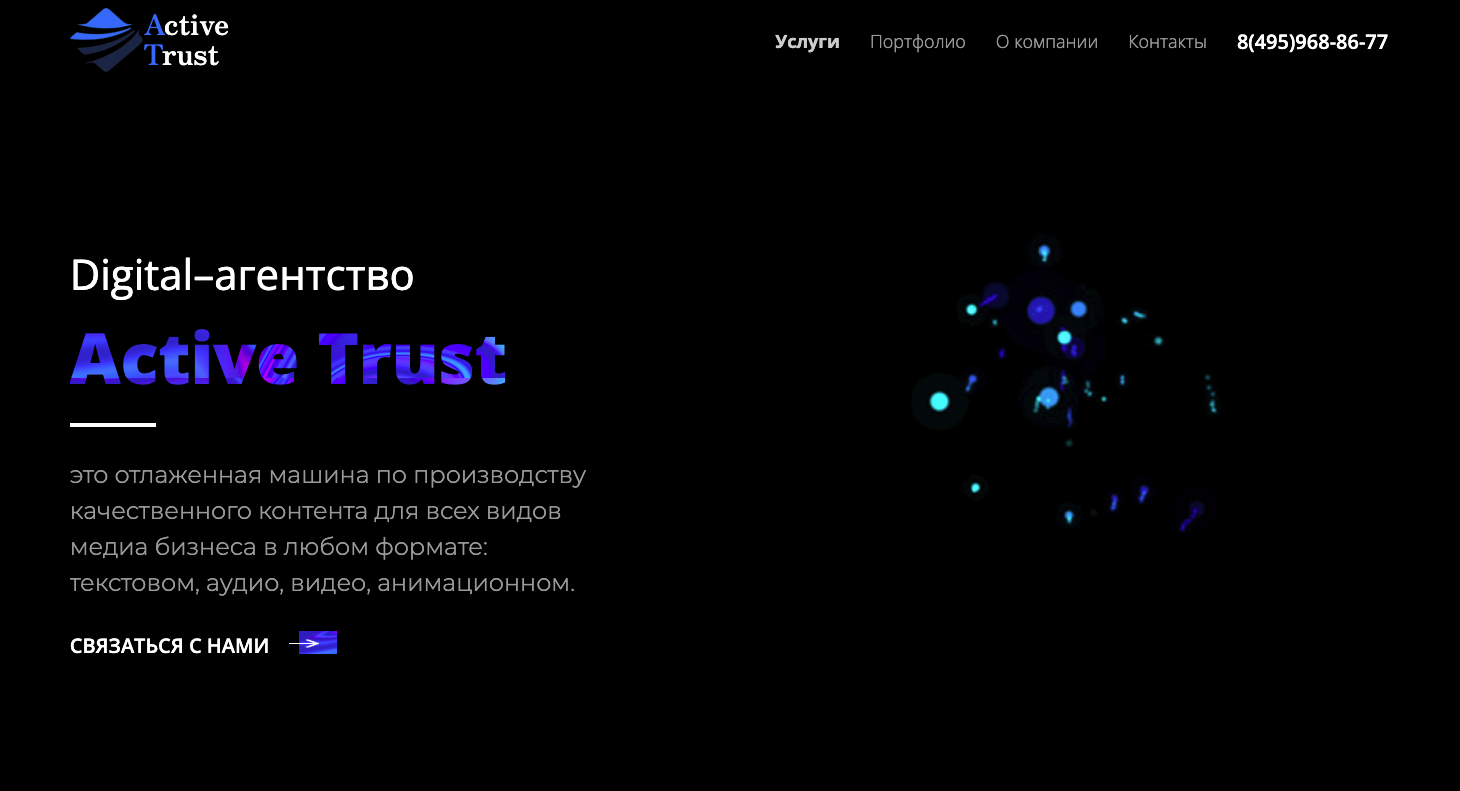 Active
Trust
Услуги Портфолио О компании Контакты 8(495)968-86-77
Digital–агентство
Active Trust
это отлаженная машина по производству
качественного контента для всех видов
медиа бизнеса в любом формате:
текстовом, аудио, видео, анимационном.
СВЯЗАТЬСЯ С НАМИ